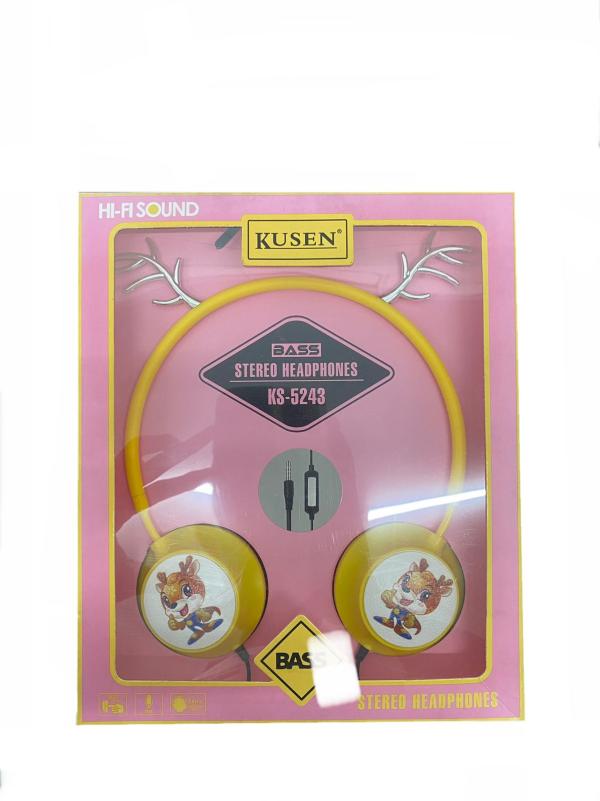 HI-FI SOUND
KUSEN®
BASS
STEREO HEADPHONES
KS-5243
BASS
STEREO HEADPHONES